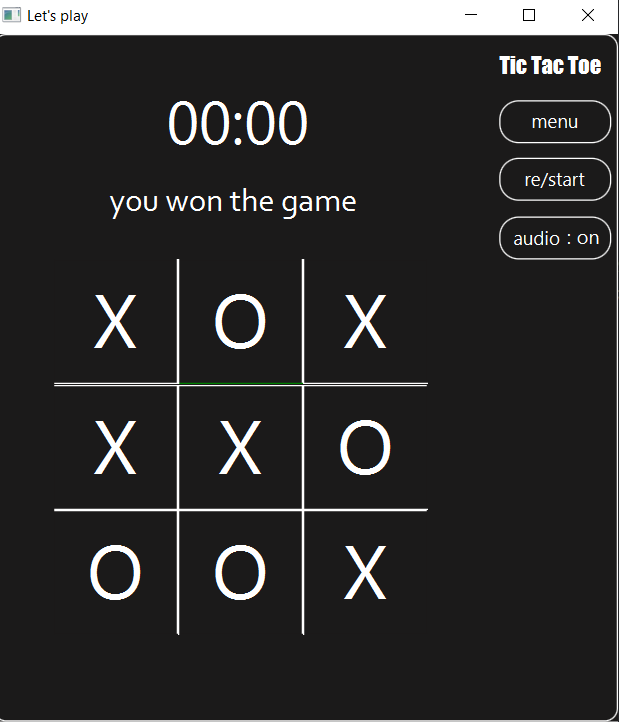 Let's play
Tic Tac Toe
00:00
menu
re/start
you won the game
audio : on
X O X
X X O
O O X